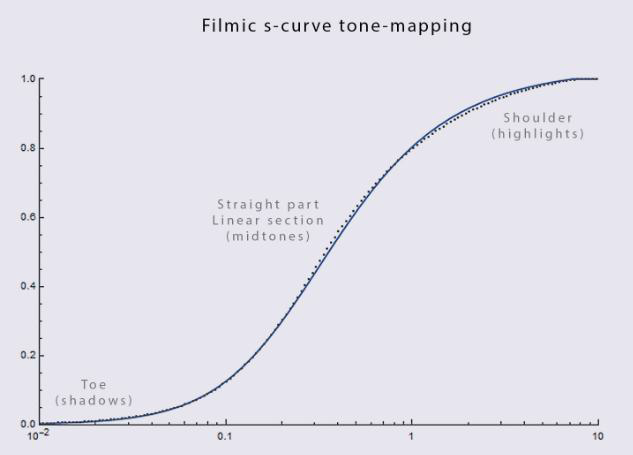 Filmic s-curve tone-mapping
1.0
Shoulder
(highlights)
0.8
Straight part
Linear section
(midtones)
0.6
0.4
0.2
Toe
(shadows)
0.0
10⁻² 0.1 1 10